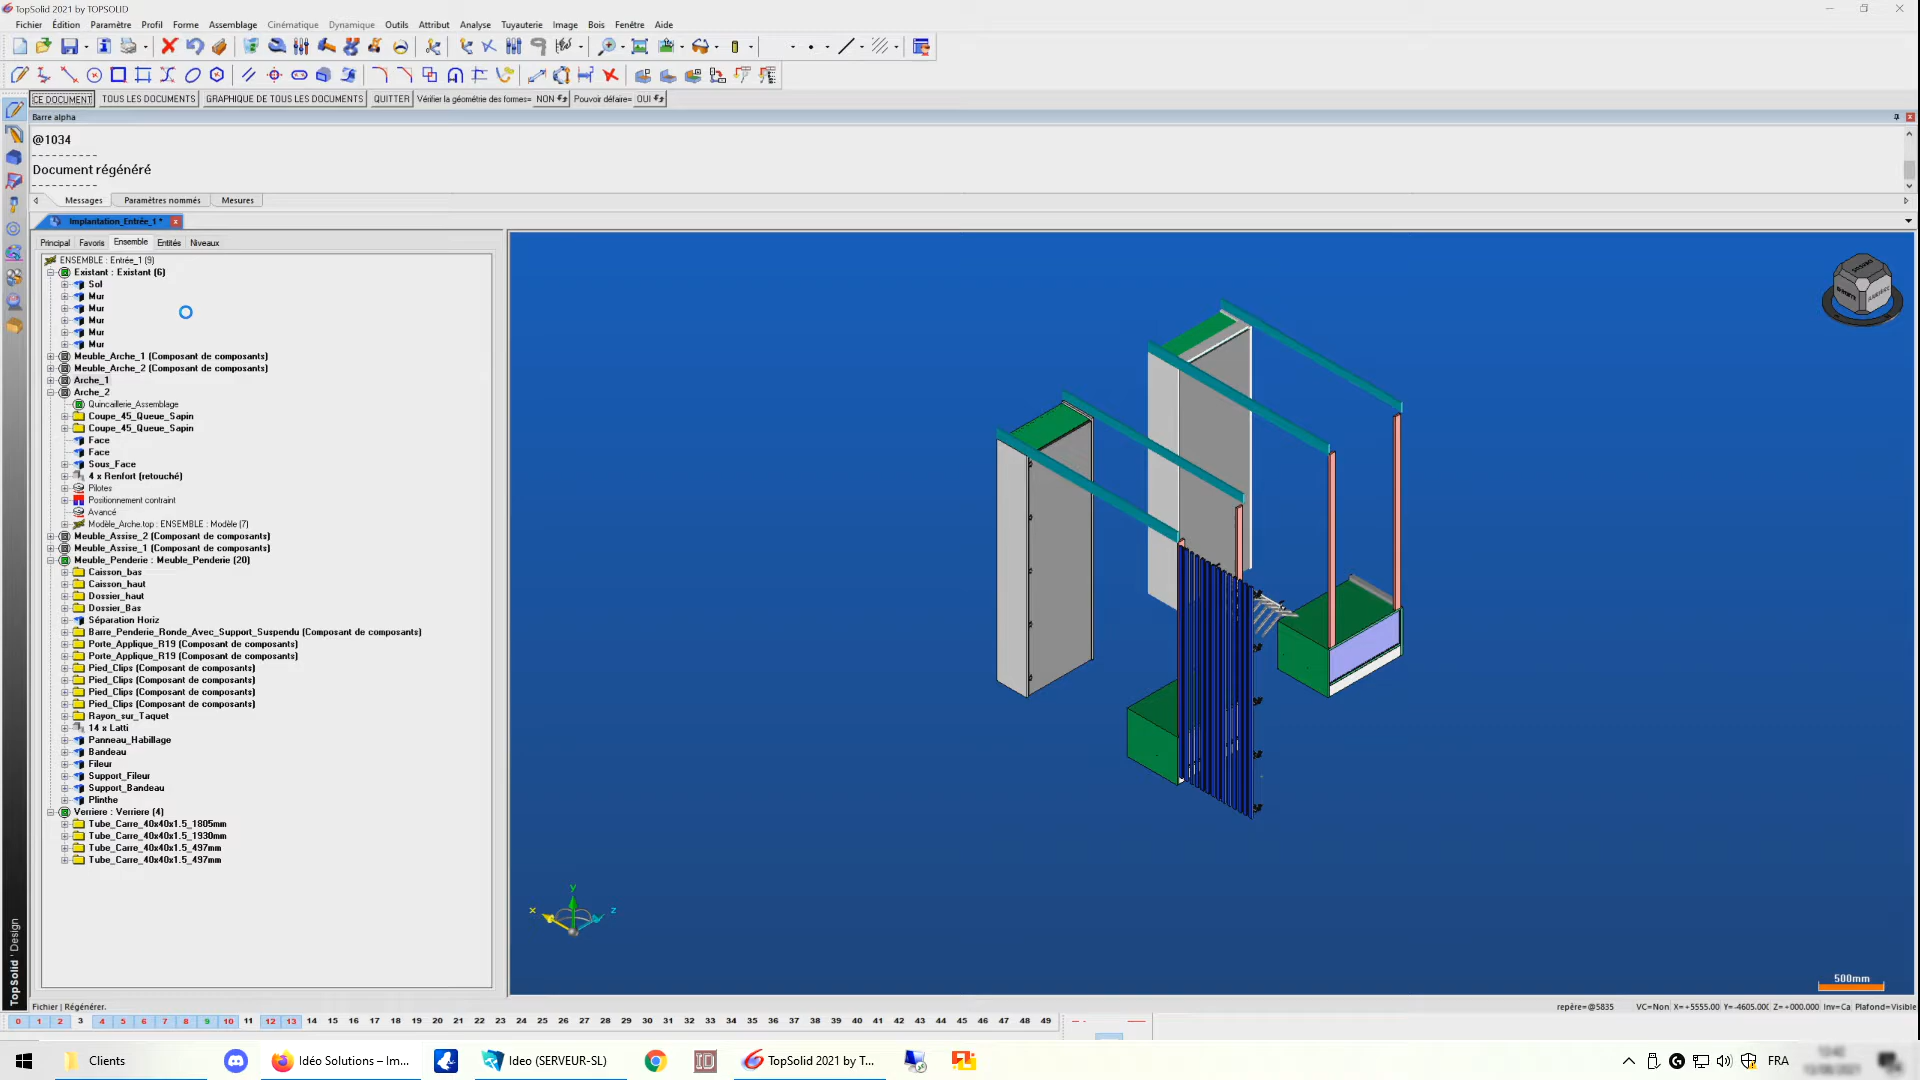 TopSolid 2021 by TOPSOLID
Fichier Édition Paramètre Profil Forme Assemblage Cinématique Dynamique Outils Attribut Analyse Tuyauterie Image Bois Fenêtre Aide
CE DOCUMENT TOUS LES DOCUMENTS GRAPHIQUE DE TOUS LES DOCUMENTS QUITTER Vérifier la géométrie des formes= NON Pouvoir défaire= OUI
Barre alpha
@1034
----------
Document régénéré
----------
Messages Paramètres nommés Mesures
Implantation_Entrée_1 *
Principal Favoris Ensemble Entités Niveaux
ENSEMBLE : Entrée_1 (9)
Existant : Existant (6)
Sol
Mur
Mur
Mur
Mur
Mur
Meuble_Arche_1 (Composant de composants)
Meuble_Arche_2 (Composant de composants)
Arche_1
Arche_2
Quincaillerie_Assemblage
Coupe_45_Queue_Sapin
Coupe_45_Queue_Sapin
Face
Face
Sous_Face
4 x Renfort (retouché)
Pilotes
Positionnement contraint
Avancé
Modèle_Arche.top : ENSEMBLE : Modèle (7)
Meuble_Assise_2 (Composant de composants)
Meuble_Assise_1 (Composant de composants)
Meuble_Penderie : Meuble_Penderie (20)
Caisson_bas
Caisson_haut
Dossier_haut
Dossier_Bas
Séparation Horiz
Barre_Penderie_Ronde_Avec_Support_Suspendu (Composant de composants)
Porte_Applique_R19 (Composant de composants)
Porte_Applique_R19 (Composant de composants)
Pied_Clips (Composant de composants)
Pied_Clips (Composant de composants)
Pied_Clips (Composant de composants)
Pied_Clips (Composant de composants)
Rayon_sur_Taquet
14 x Latti
Panneau_Habillage
Bandeau
Fileur
Support_Fileur
Support_Bandeau
Plinthe
Verriere : Verriere (4)
Tube_Carre_40x40x1.5_1805mm
Tube_Carre_40x40x1.5_1930mm
Tube_Carre_40x40x1.5_497mm
Tube_Carre_40x40x1.5_497mm
TopSolid 'Design
x y z
500mm
Fichier | Régénérer.
repère=@5835 VC=Non X=+5555.00 Y=-4605.00 Z=+000.000 Inv=Ca Plafond=Visible
0 1 2 3 4 5 6 7 8 9 10 11 12 13 14 15 16 17 18 19 20 21 22 23 24 25 26 27 28 29 30 31 32 33 34 35 36 37 38 39 40 41 42 43 44 45 46 47 48 49
Clients Idéo Solutions – Im... Ideo (SERVEUR-SL) ID TopSolid 2021 by T... FRA